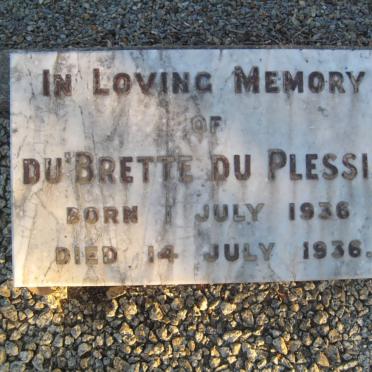 IN LOVING MEMORY
OF
DU'BRETTE DU PLESSI
BORN 1 JULY 1936
DIED 14 JULY 1936.